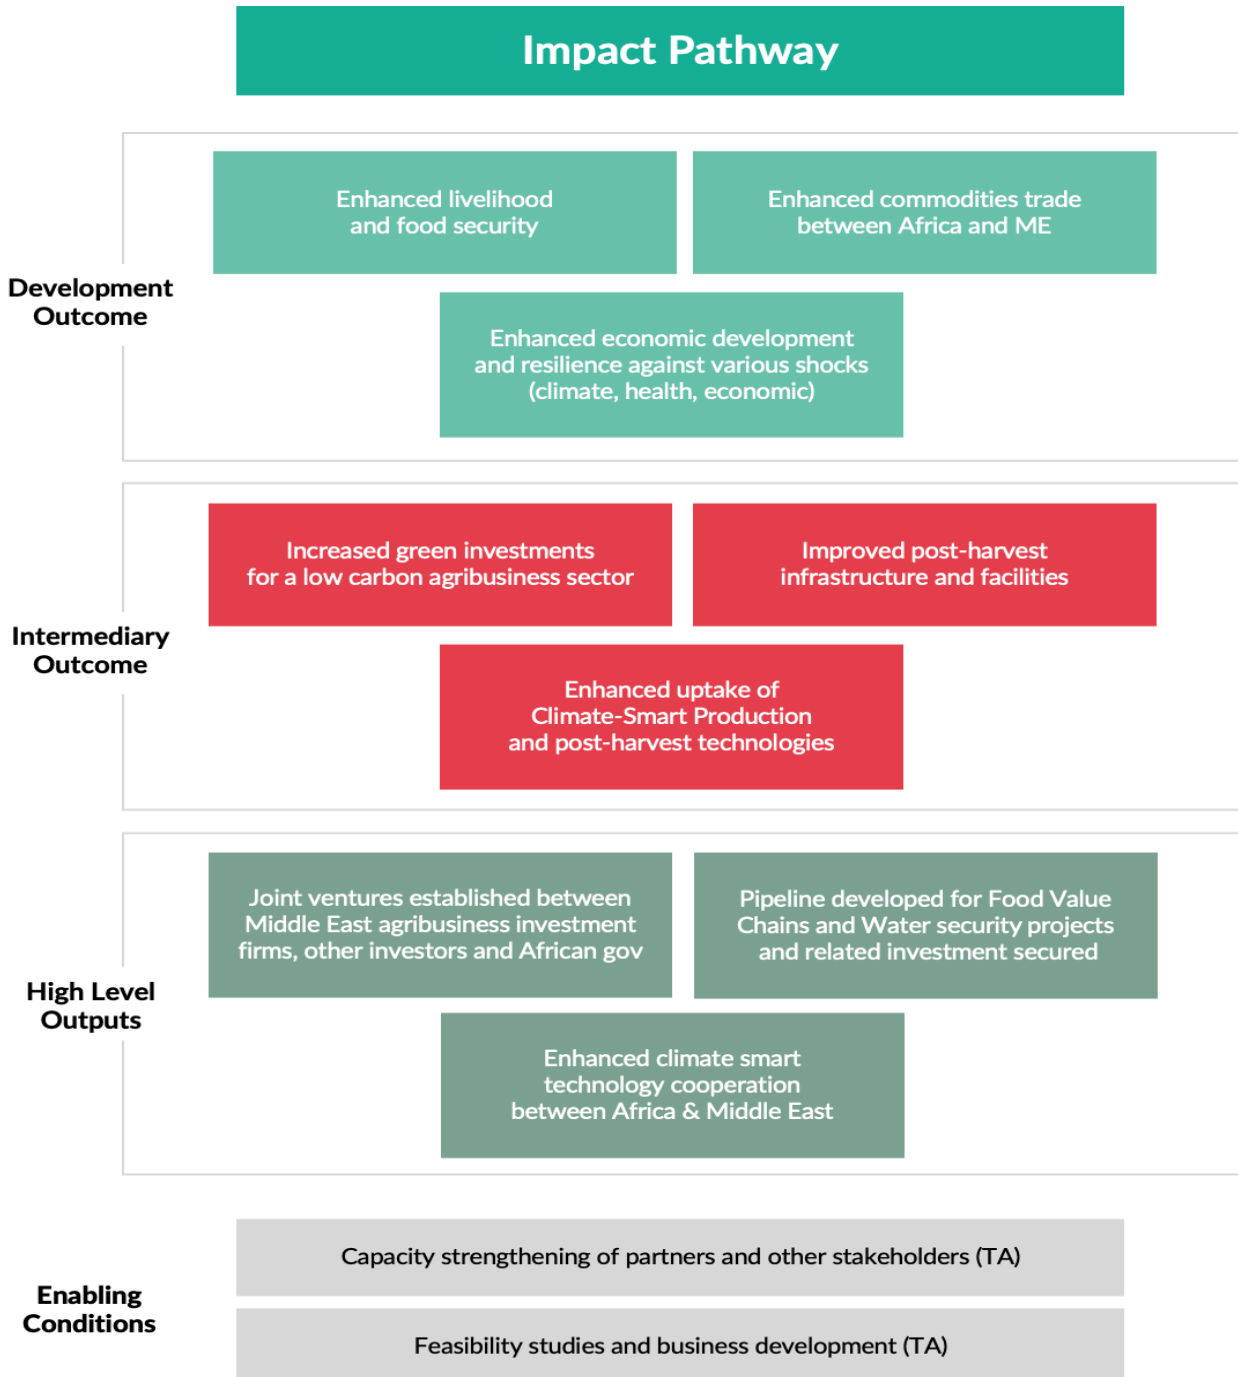 Impact Pathway
Development
Outcome
Enhanced livelihood
and food security
Enhanced commodities trade
between Africa and ME
Enhanced economic development
and resilience against various shocks
(climate, health, economic)
Intermediary
Outcome
Increased green investments
for a low carbon agribusiness sector
Improved post-harvest
infrastructure and facilities
Enhanced uptake of
Climate-Smart Production
and post-harvest technologies
High Level
Outputs
Joint ventures established between
Middle East agribusiness investment
firms, other investors and African gov
Pipeline developed for Food Value
Chains and Water security projects
and related investment secured
Enhanced climate smart
technology cooperation
between Africa & Middle East
Enabling
Conditions
Capacity strengthening of partners and other stakeholders (TA)
Feasibility studies and business development (TA)